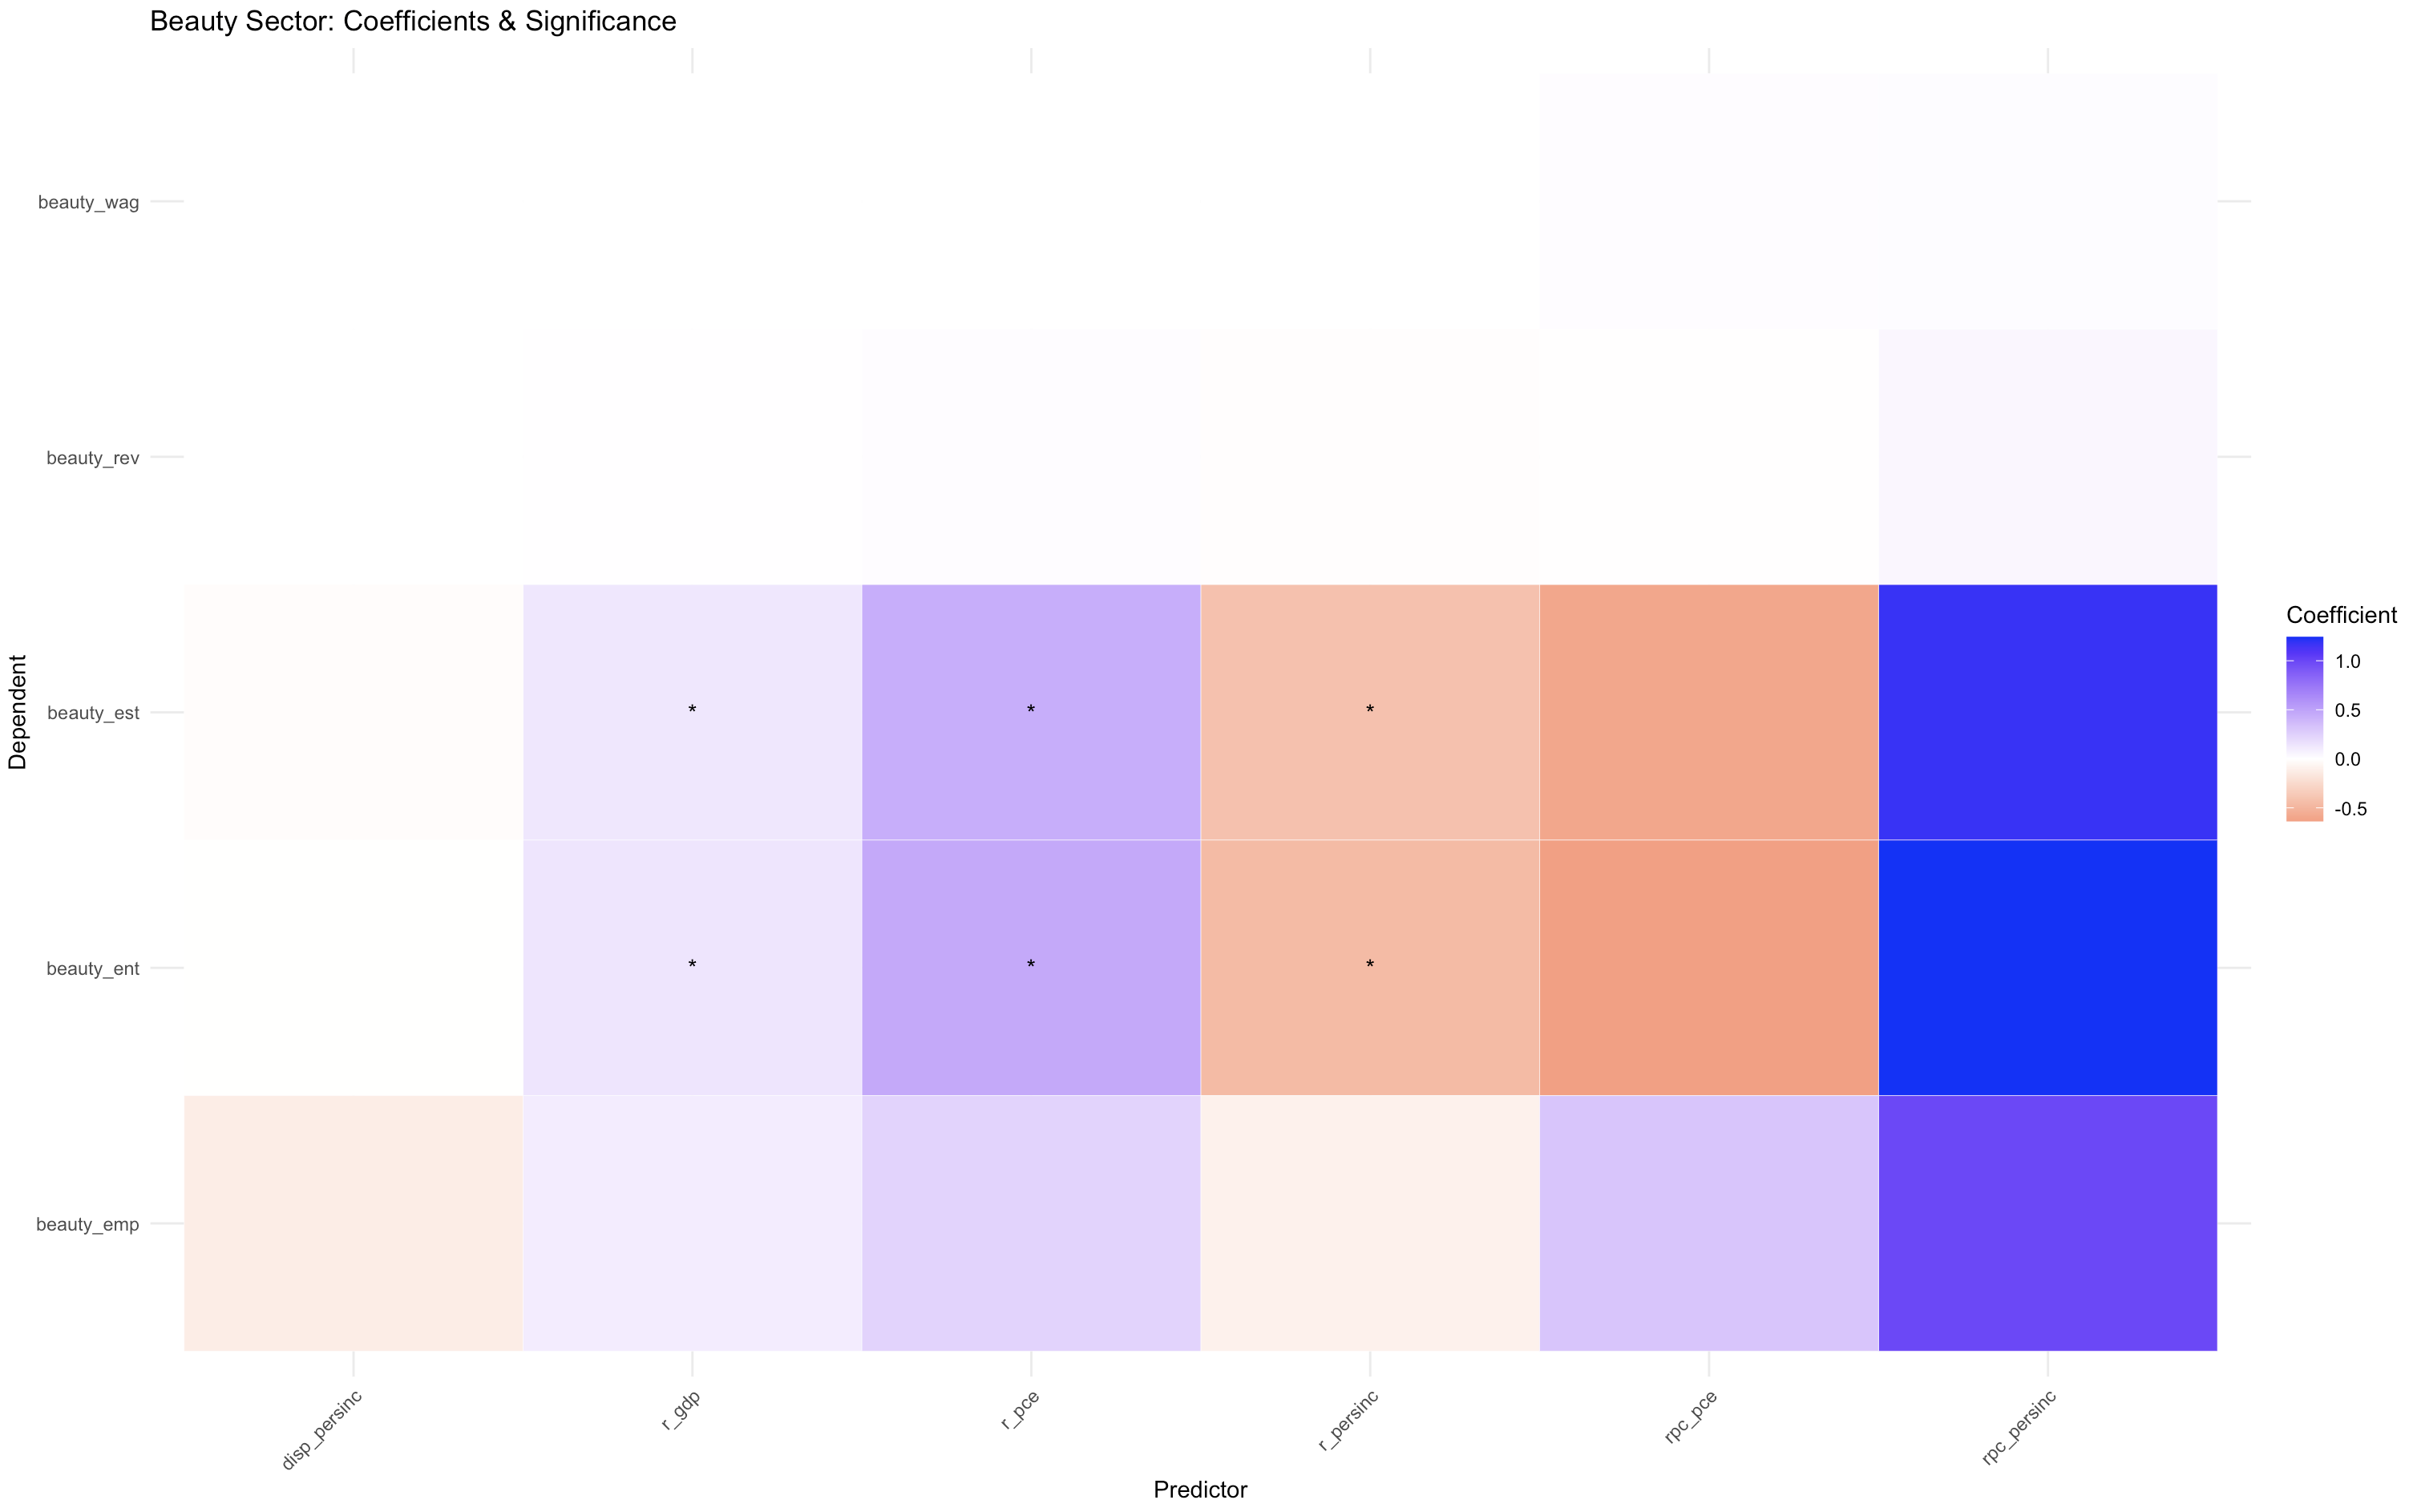 Beauty Sector: Coefficients & Significance
beauty_wag
beauty_rev
beauty_est
* * *
beauty_ent
* * *
beauty_emp
Dependent
disp_persinc
r_gdp
r_pce
r_persinc
rpc_pce
rpc_persinc
Predictor
Coefficient
1.0
0.5
0.0
-0.5